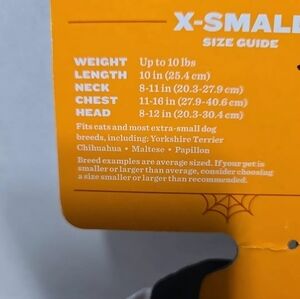 X-SMALL
SIZE GUIDE
WEIGHT Up to 10 lbs
LENGTH 10 in (25.4 cm)
NECK 8-11 in (20.3-27.9 cm)
CHEST 11-16 in (27.9-40.6 cm)
HEAD 8-12 in (20.3-30.4 cm)
Fits cats and most extra-small dog
breeds, including: Yorkshire Terrier
Chihuahua • Maltese • Papillon
Breed examples are average sized. If your pet is
smaller or larger than average, consider choosing
a size smaller or larger than recommended.